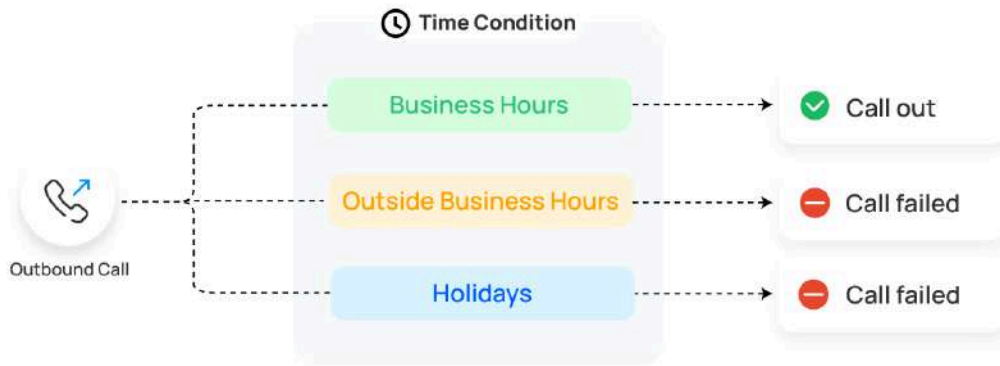 Time Condition
Business Hours
Call out
Outside Business Hours
Call failed
Outbound Call
Holidays
Call failed